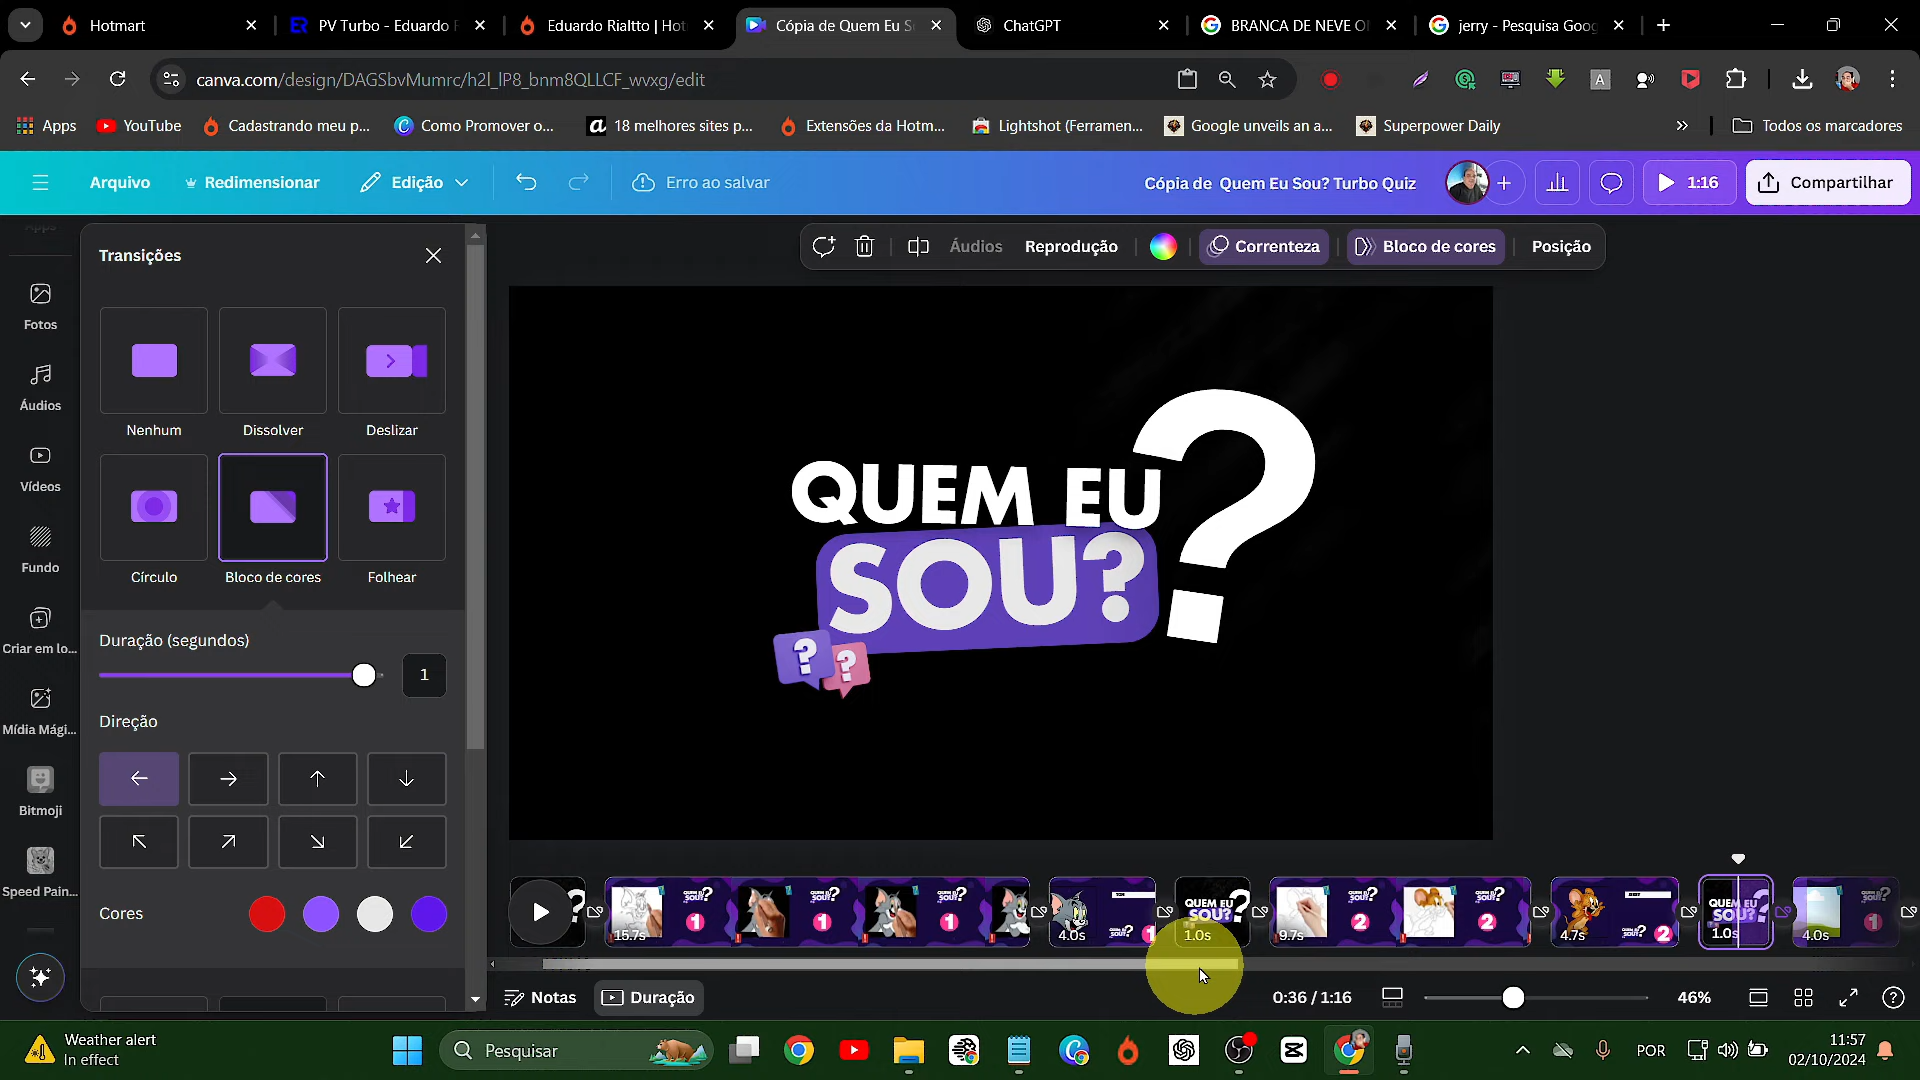 Hotmart
PV Turbo - Eduardo F
Eduardo Rialtto | Hot
Cópia de Quem Eu S
ChatGPT
BRANCA DE NEVE O
jerry - Pesquisa Goog
canva.com/design/DAGSbvMumrc/h2l_lP8_bnm8QLLCF_wvxg/edit
Apps
YouTube
Cadastrando meu p...
Como Promover o...
18 melhores sites p...
Extensões da Hotm...
Lightshot (Ferramen...
Google unveils an a...
Superpower Daily
Todos os marcadores
Arquivo
Redimensionar
Edição
Erro ao salvar
Cópia de Quem Eu Sou? Turbo Quiz
1:16
Compartilhar
Apps
Fotos
Áudios
Vídeos
Fundo
Criar em lo...
Mídia Mági...
Bitmoji
Speed Pain...
Transições
Nenhum
Dissolver
Deslizar
Círculo
Bloco de cores
Folhear
Duração (segundos)
1
Direção
Cores
Áudios
Reprodução
Correnteza
Bloco de cores
Posição
QUEM EU
SOU?
?
? ?
15.7s
4.0s
1.0s
9.7s
4.7s
1.0s
4.0s
Notas
Duração
0:36 / 1:16
46%
Weather alert
In effect
Pesquisar
POR
11:57
02/10/2024